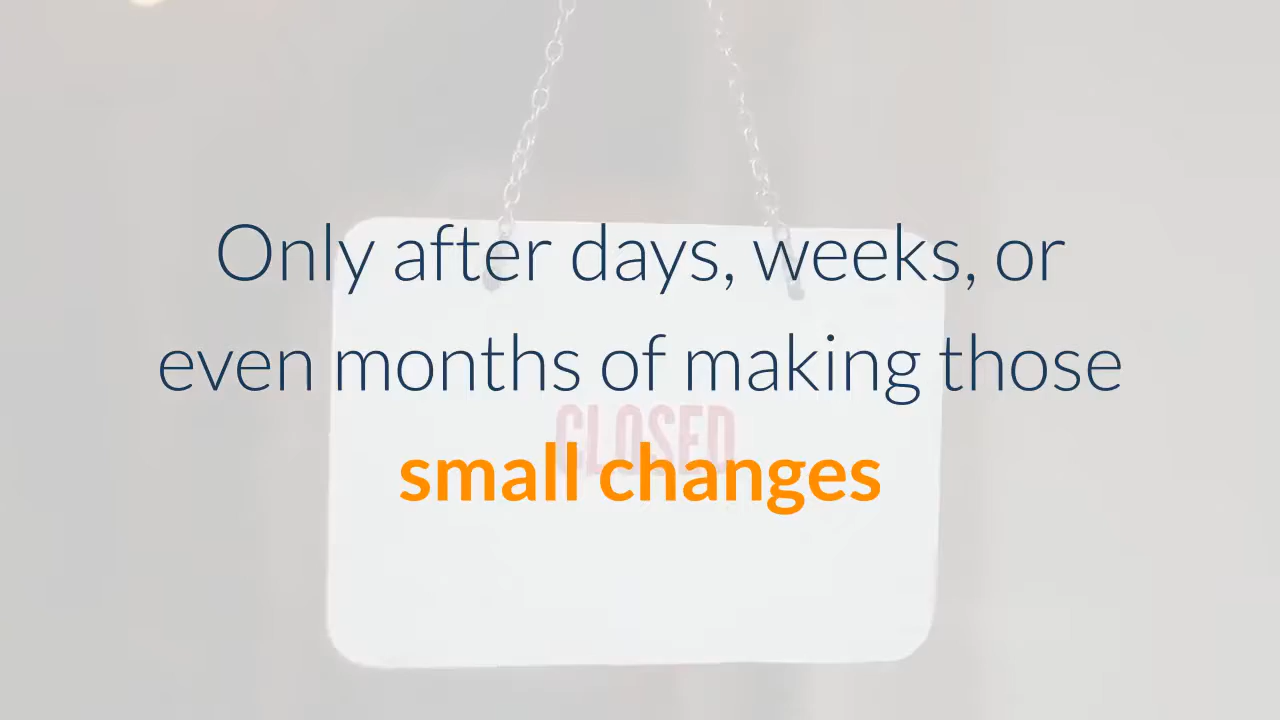 Only after days, weeks, or
even months of making those
CLOSED
small changes